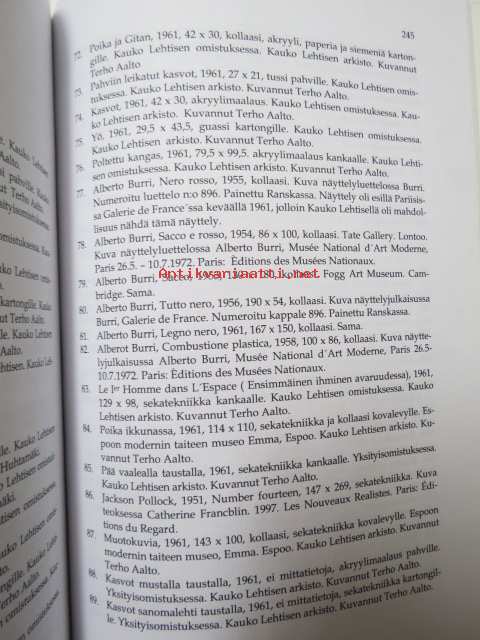 245
72. Poika ja Gitan, 1961, 42 x 30, kollaasi, akryyli, paperia ja siemeniä karton-
gille. Kauko Lehtisen omistuksessa. Kauko Lehtisen arkisto. Kuvannut
Terho Aalto
73. Pahviin leikatut kasvot, 1961, 27 x 21, tussi pahville. Kauko Lehtisen omis-
tuksessa. Kauko Lehtisen arkisto. Kuvannut Terho Aalto.
74. Kasvot, 1961, 42 x 30, akryylimaalaus. Kauko Lehtisen omistuksessa. Kau-
ko Lehtisen arkisto. Kuvannut Terho Aalto.
75. Yö, 1961, 29,5 x 43,5, guassi kartongille. Kauko Lehtisen omistuksessa.
Kauko Lehtisen arkisto. Kuvannut Terho Aalto.
76. Poltettu kangas, 1961, 79,5 x 99,5. akryylimaalaus kankaalle. Kauko Lehti-
sen omistuksessa. Kauko Lehtisen arkisto. Kuvannut Terho Aalto.
77. Alberto Burri, Nero rosso, 1955, kollaasi. Kuva näyttelyluettelossa Burri.
Numeroitu luettelo n:o 896. Painettu Ranskassa. Näyttely oli esillä Pariisis-
sa Galerie de France´ssa keväällä 1961, jolloin Kauko Lehtisellä oli mahdol-
lisuus nähdä tämä näyttely.
78. Alberto Burri, Sacco e rosso, 1954, 86 x 100, kollaasi. Tate Gallery. Lontoo.
Kuva näyttelyluettelossa Alberto Burri, Musée National d´Art Moderne,
Paris 26.5. – 10.7.1972. Paris: Éditions des Musées Nationaux.
79. Alberto Burri, Sacco, kollaasi. Fogg Art Museum. Cam-
bridge. Sama.
Antikvariaatti.net
80. Alberto Burri, Tutto nero, 1956, 190 x 54, kollaasi. Kuva näyttelyjulkaisussa
Burri, Galerie de France. Numeroitu kappale 896. Painettu Ranskassa.
81. Alberto Burri, Legno nero, 1961, 167 x 150, kollaasi. Sama.
82. Alberot Burri, Combustione plastica, 1958, 100 x 86, kollaasi. Kuva näytte-
lyjulkaisussa Alberto Burri, Musée National d´Art Moderne, Paris 26.5-
10.7.1972. Paris: Éditions des Musées Nationaux.
83. Le Ier Homme dans L´Espace ( Ensimmäinen ihminen avaruudessa), 1961,
129 x 98, sekatekniikka kankaalle. Kauko Lehtisen omistuksessa. Kauko
Lehtisen arkisto. Kuvannut Terho Aalto.
84. Poika ikkunassa, 1961, 114 x 110, sekatekniikka ja kollaasi kovalevylle. Es-
poon modernin taiteen museo Emma, Espoo. Kauko Lehtisen arkisto. Ku-
vannut Terho Aalto.
85. Pää vaalealla taustalla, 1961, sekatekniikka kankaalle. Yksityisomistuksessa.
Kauko Lehtisen arkisto. Kuvannut Terho Aalto.
86. Jackson Pollock, 1951, Number fourteen, 147 x 269, sekatekniikka. Kuva
teoksessa Catherine Francblin. 1997. Les Nouveaux Realistes. Paris: Édi-
tions du Regard.
87. Muotokuvia, 1961, 143 x 100, kollaasi, sekatekniikka kovalevylle. Espoon
modernin taiteen museo, Emma. Espoo. Kauko Lehtisen arkisto. Kuvannut
Terho Aalto.
88. Kasvot mustalla taustalla, 1961, ei mittatietoja, akryylimaalaus pahville.
Yksityisomistuksessa. Kauko Lehtisen arkisto. Kuvannut Terho Aalto.
89. Kasvot sanomalehti taustalla, 1961, ei mittatietoja, sekatekniikka kartongil-
le. Yksityisomistuksessa. Kauko Lehtisen arkisto. Kuvannut Terho Aalto.